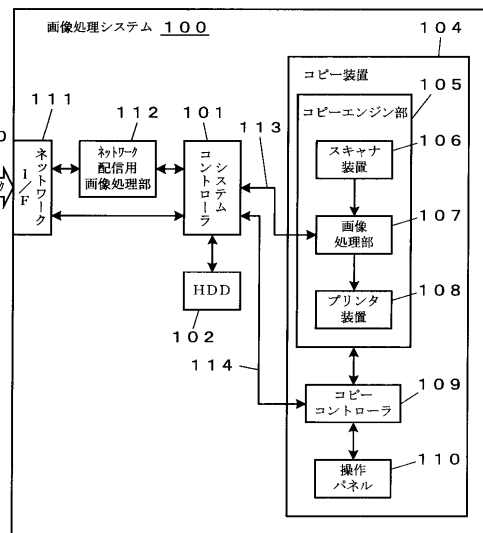 画像処理システム 100
104
コピー装置
105
コピーエンジン部
106
スキャナ
装置
107
画像
処理部
108
プリンタ
装置
109
コピー
コントローラ
110
操作
パネル
111
ネットワーク
I/F
112
ネットワーク
配信用
画像処理部
101
システム
コントローラ
113
HDD
102
114